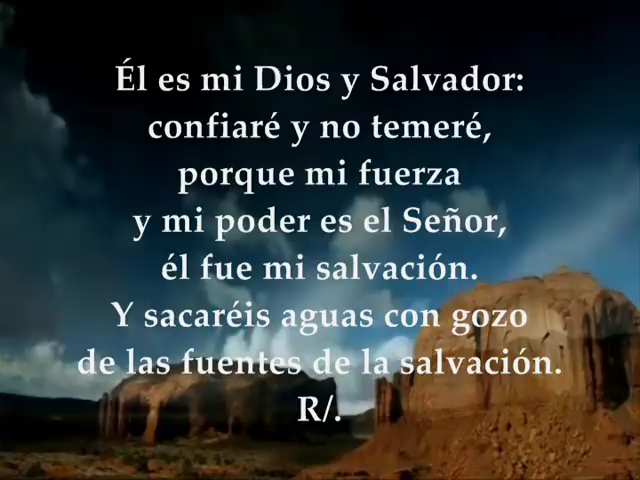 Él es mi Dios y Salvador:
confiaré y no temeré,
porque mi fuerza
y mi poder es el Señor,
él fue mi salvación.
Y sacaréis aguas con gozo
de las fuentes de la salvación.
R/.